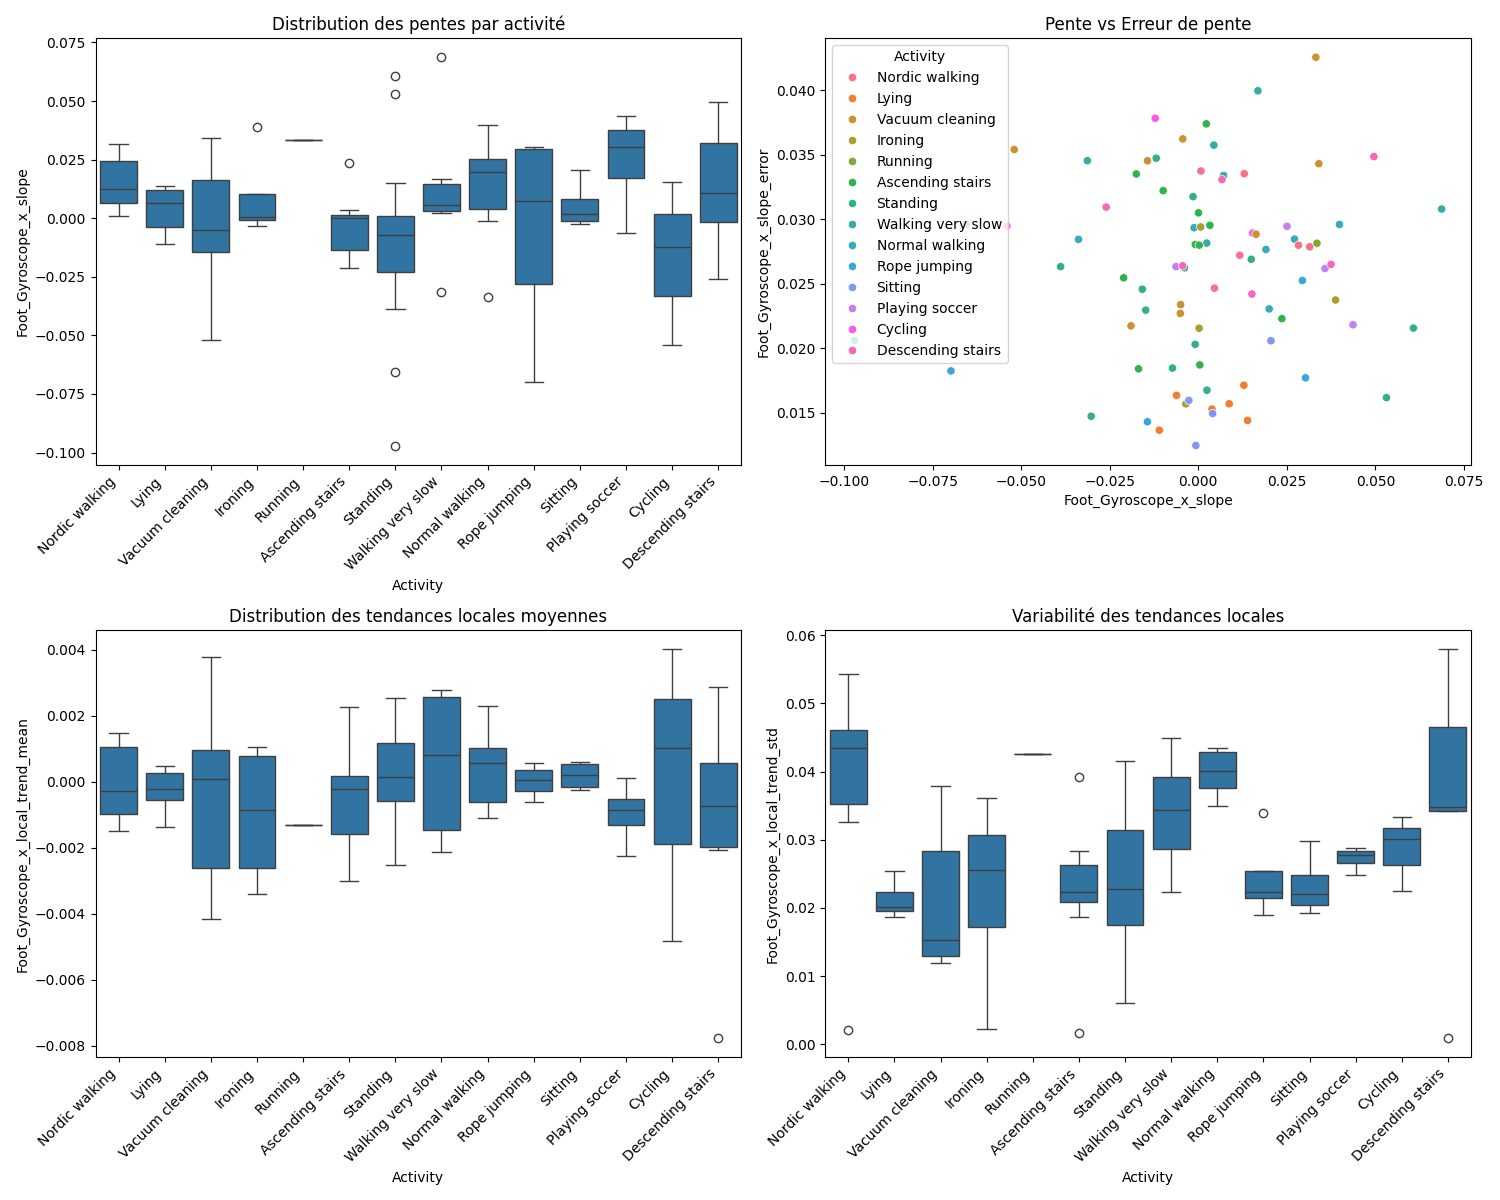 Distribution des pentes par activité
Foot_Gyroscope_x_slope
0.075
0.050
0.025
0.000
−0.025
−0.050
−0.075
−0.100
Nordic walking
Lying
Vacuum cleaning
Ironing
Running
Ascending stairs
Standing
Walking very slow
Normal walking
Rope jumping
Sitting
Playing soccer
Cycling
Descending stairs
Activity
Pente vs Erreur de pente
Foot_Gyroscope_x_slope_error
0.040
0.035
0.030
0.025
0.020
0.015
Activity
Nordic walking
Lying
Vacuum cleaning
Ironing
Running
Ascending stairs
Standing
Walking very slow
Normal walking
Rope jumping
Sitting
Playing soccer
Cycling
Descending stairs
−0.100
−0.075
−0.050
−0.025
0.000
0.025
0.050
0.075
Foot_Gyroscope_x_slope
Distribution des tendances locales moyennes
Foot_Gyroscope_x_local_trend_mean
0.004
0.002
0.000
−0.002
−0.004
−0.006
−0.008
Nordic walking
Lying
Vacuum cleaning
Ironing
Running
Ascending stairs
Standing
Walking very slow
Normal walking
Rope jumping
Sitting
Playing soccer
Cycling
Descending stairs
Activity
Variabilité des tendances locales
Foot_Gyroscope_x_local_trend_std
0.06
0.05
0.04
0.03
0.02
0.01
0.00
Nordic walking
Lying
Vacuum cleaning
Ironing
Running
Ascending stairs
Standing
Walking very slow
Normal walking
Rope jumping
Sitting
Playing soccer
Cycling
Descending stairs
Activity